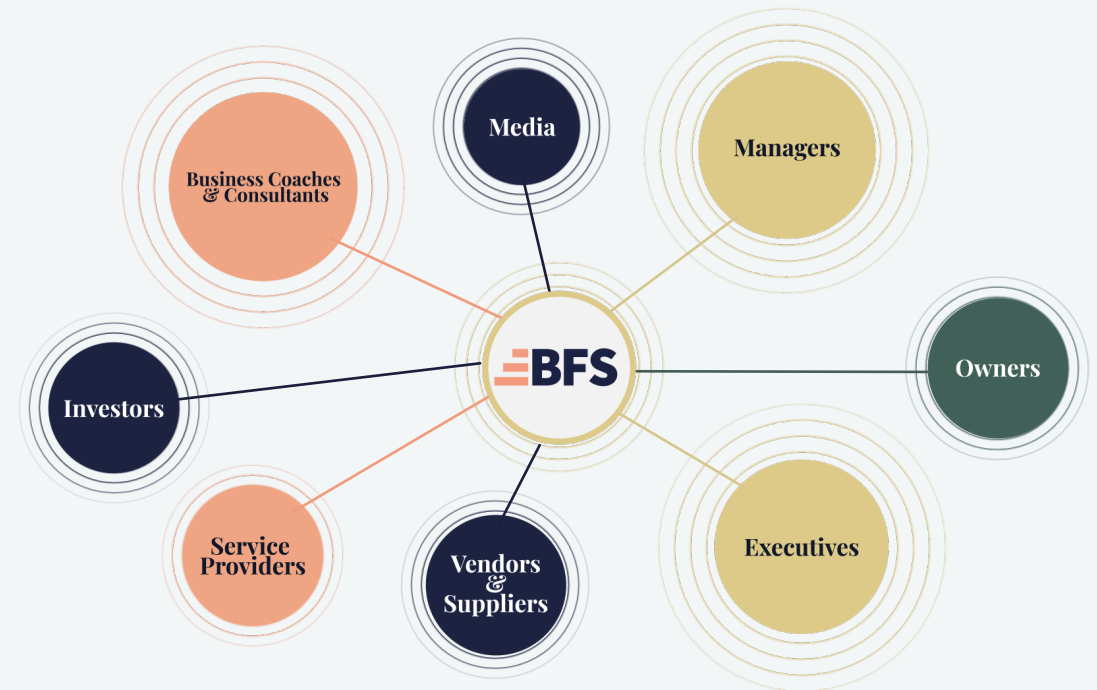 Media
Managers
Business Coaches
& Consultants
BFS
Owners
Investors
Service
Providers
Vendors
&
Suppliers
Executives